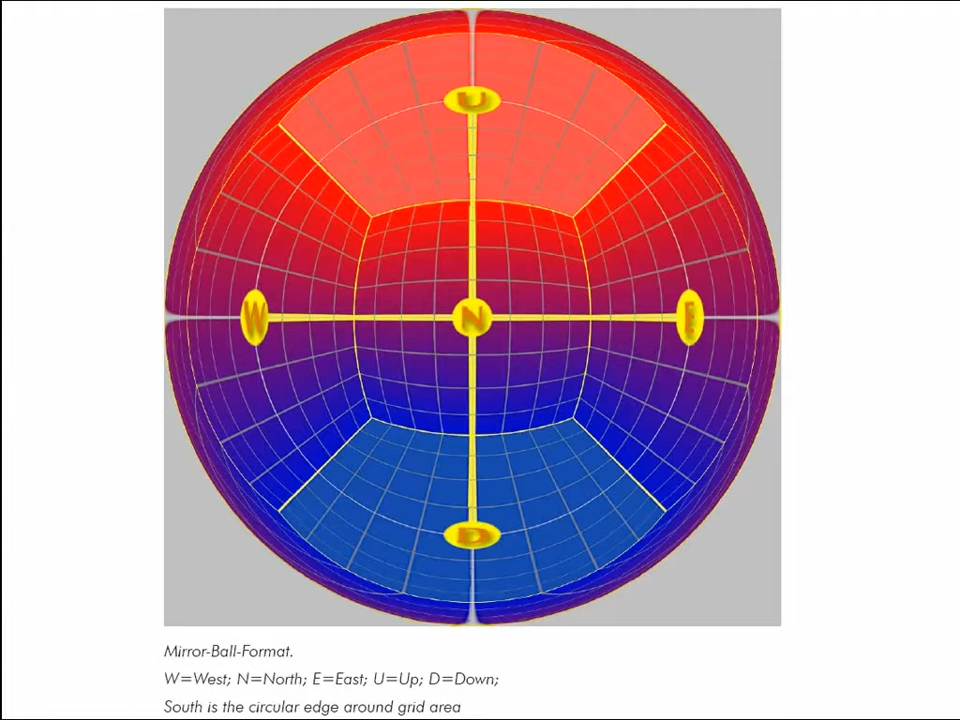 U
W N E
D
Mirror-Ball-Format.
W=West; N=North; E=East; U=Up; D=Down;
South is the circular edge around grid area